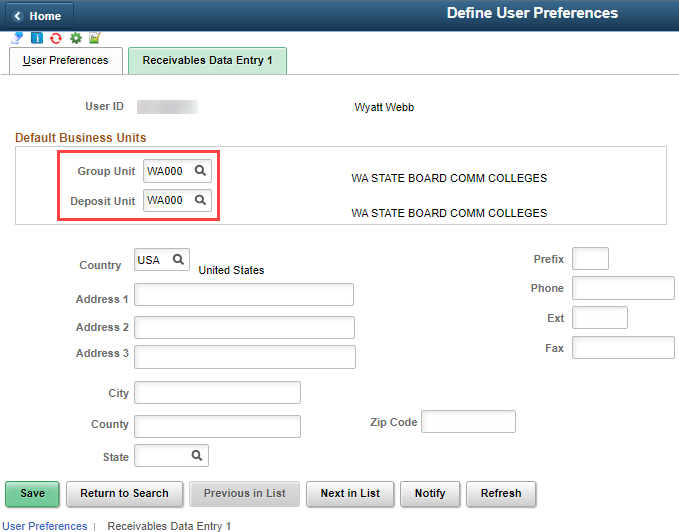 Home
Define User Preferences
User Preferences
Receivables Data Entry 1
User ID
Wyatt Webb
Default Business Units
Group Unit WA000 WA STATE BOARD COMM COLLEGES
Deposit Unit WA000 WA STATE BOARD COMM COLLEGES
Country USA United States
Prefix
Address 1
Phone
Address 2
Ext
Address 3
Fax
City
County
Zip Code
State
Save Return to Search Previous in List Next in List Notify Refresh
User Preferences | Receivables Data Entry 1